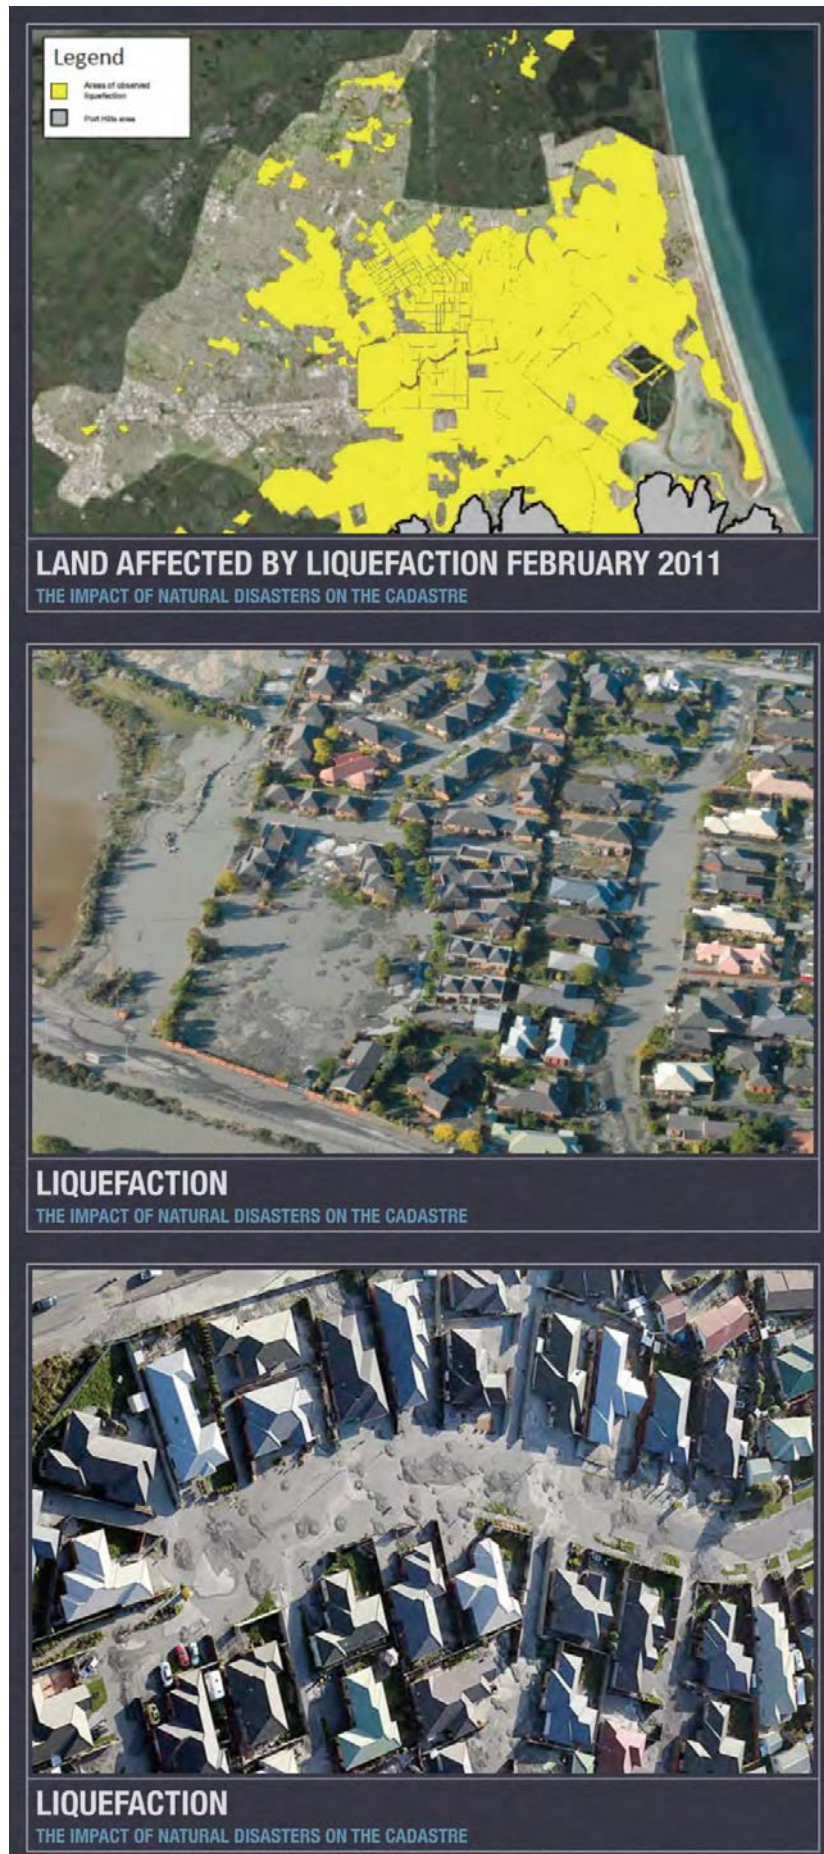 Legend
Areas of observed
liquefaction
Port Hills area
LAND AFFECTED BY LIQUEFACTION FEBRUARY 2011
THE IMPACT OF NATURAL DISASTERS ON THE CADASTRE
LIQUEFACTION
THE IMPACT OF NATURAL DISASTERS ON THE CADASTRE
LIQUEFACTION
THE IMPACT OF NATURAL DISASTERS ON THE CADASTRE